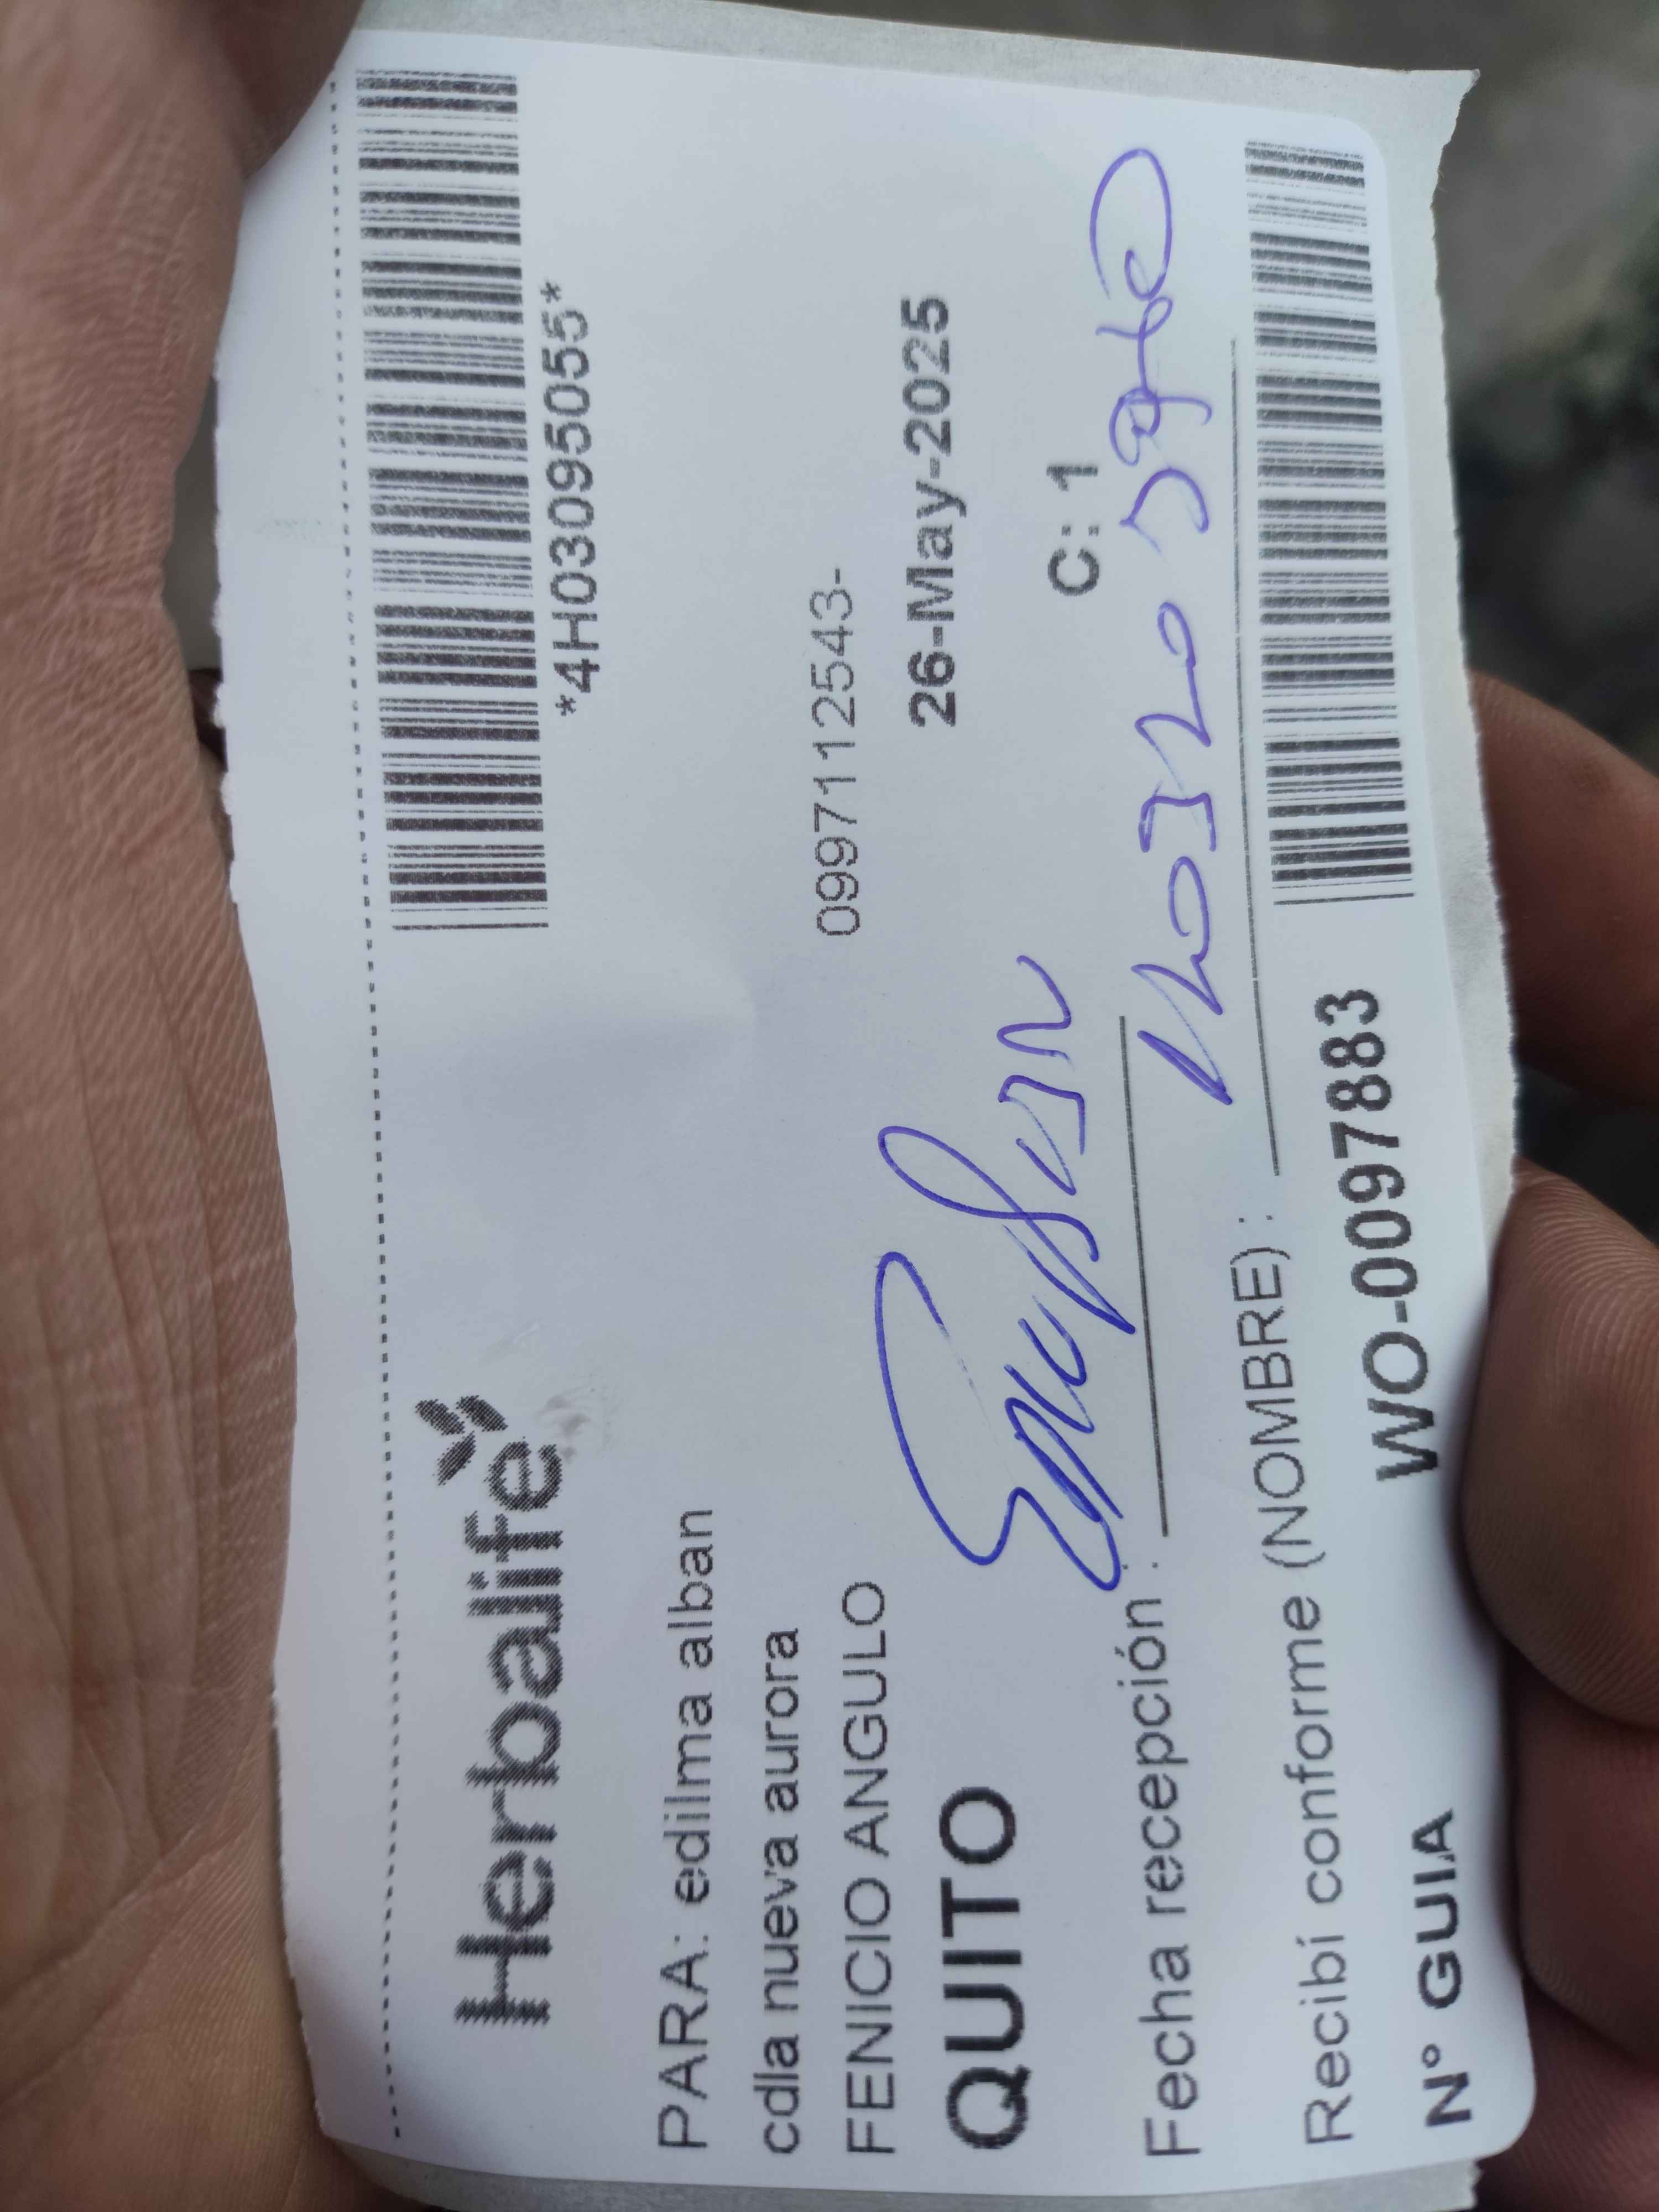 Herbalife
*4H03095055*
PARA: edilma alban
cdla nueva aurora
0997112543-
FENICIO ANGULO
QUITO
26-May-2025
C: 1
Fecha recepción :
Recibí conforme (NOMBRE) :
N° GUIA
WO-0097883